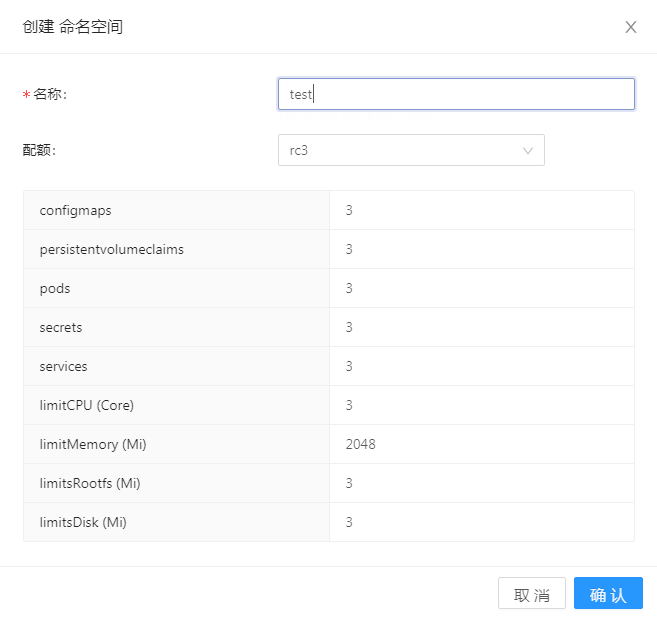 创建 命名空间
* 名称:
test
配额:
rc3
configmaps 3
persistentvolumeclaims 3
pods 3
secrets 3
services 3
limitCPU (Core) 3
limitMemory (Mi) 2048
limitsRootfs (Mi) 3
limitsDisk (Mi) 3
取 消 确 认